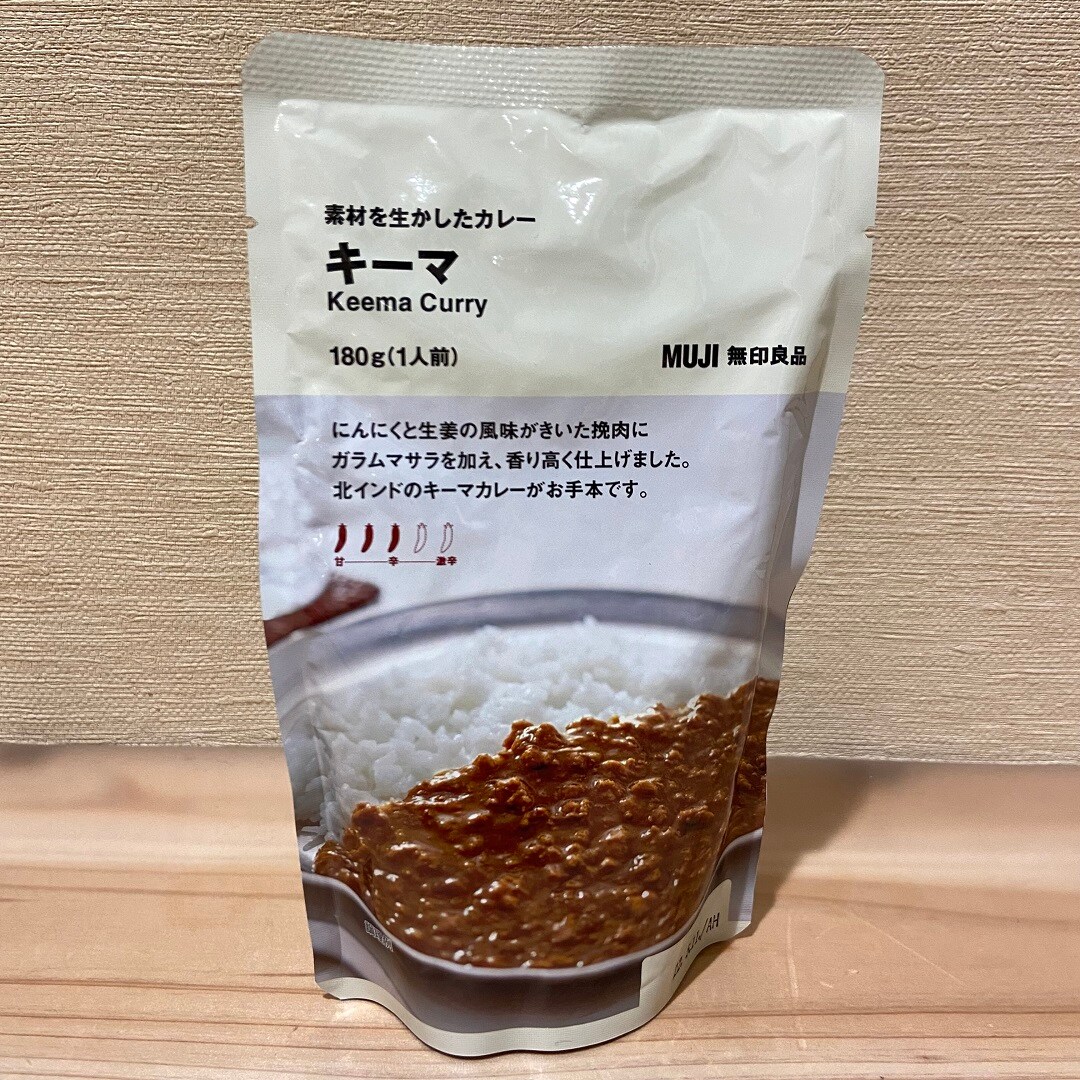 素材を生かしたカレー
キーマ
Keema Curry
180g(1人前)
MUJI 無印良品
にんにくと生姜の風味がきいた挽肉に
ガラムマサラを加え、香り高く仕上げました。
北インドのキーマカレーがお手本です。
甘 辛 激辛
調理例
/AH